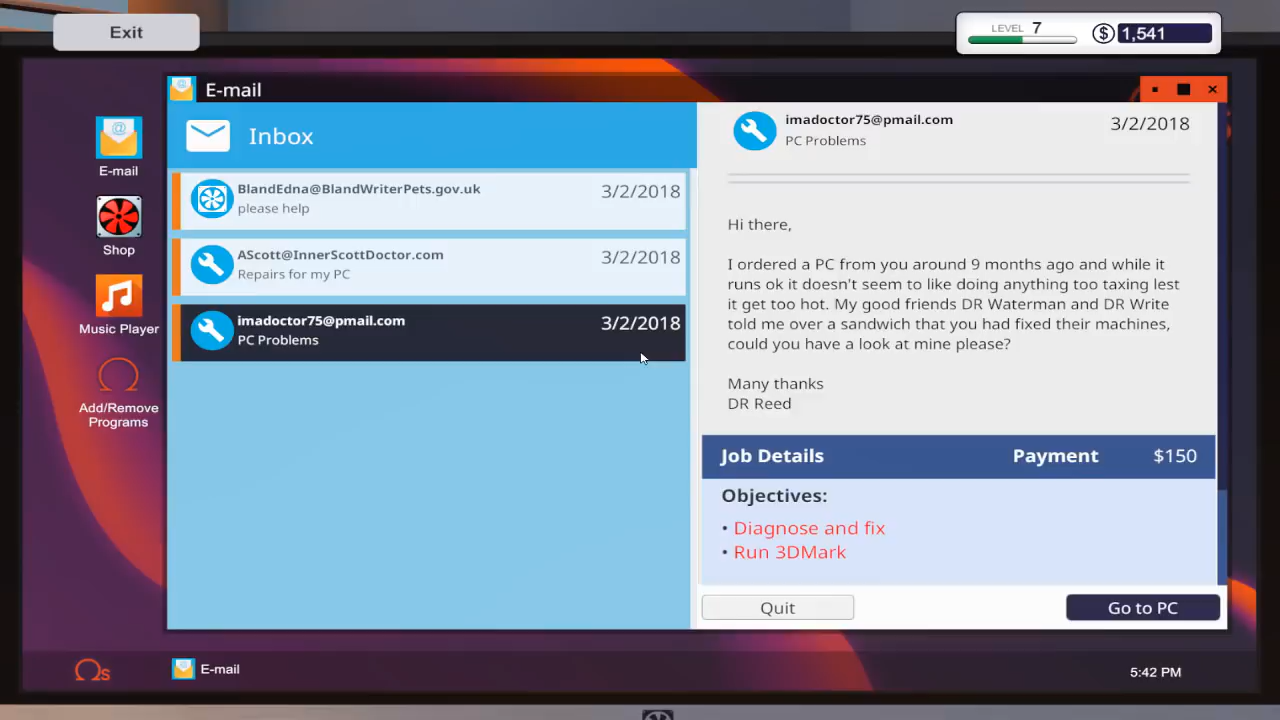 Exit
LEVEL 7
$ 1,541
E-mail
E-mail
Shop
Music Player
Add/Remove
Programs
Inbox
BlandEdna@BlandWriterPets.gov.uk
3/2/2018
please help
AScott@InnerScottDoctor.com
3/2/2018
Repairs for my PC
imadoctor75@pmail.com
3/2/2018
PC Problems
imadoctor75@pmail.com
3/2/2018
PC Problems
Hi there,
I ordered a PC from you around 9 months ago and while it
runs ok it doesn't seem to like doing anything too taxing lest
it get too hot. My good friends DR Waterman and DR Write
told me over a sandwich that you had fixed their machines,
could you have a look at mine please?
Many thanks
DR Reed
Job Details
Payment
$150
Objectives:
• Diagnose and fix
• Run 3DMark
Quit
Go to PC
Ωs
E-mail
5:42 PM